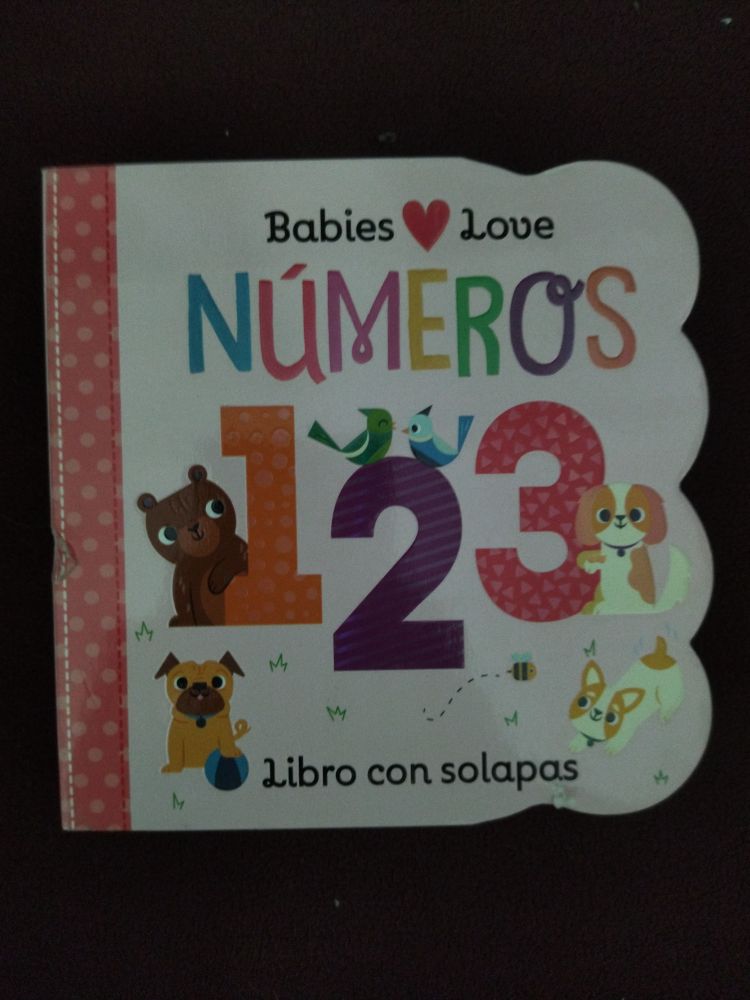 Babies Love
NÚMEROS
123
Libro con solapas